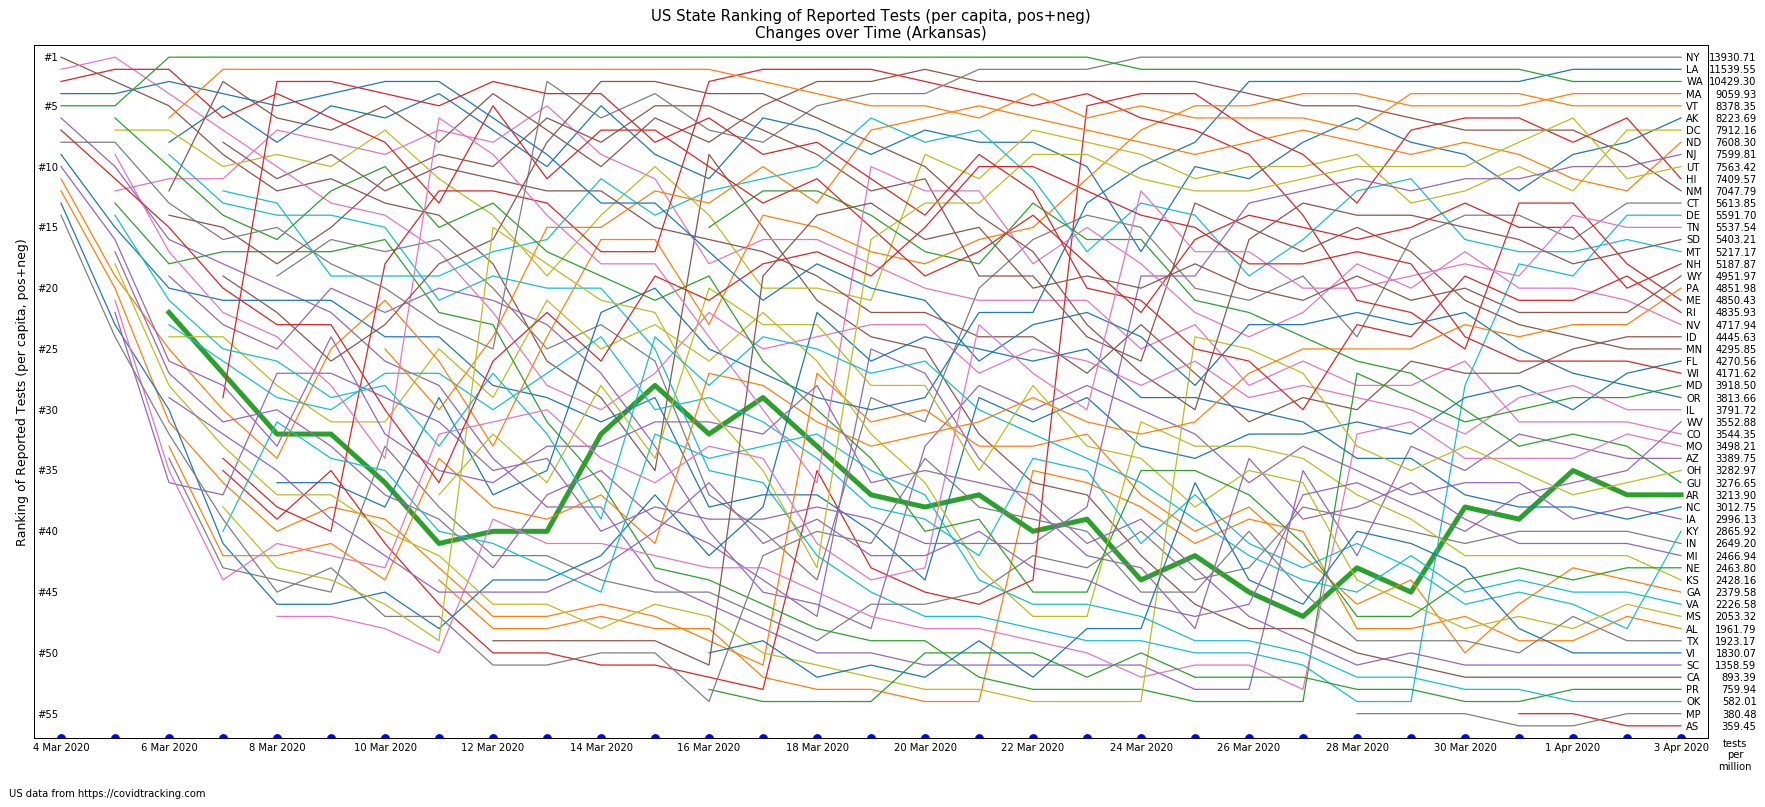 US State Ranking of Reported Tests (per capita, pos+neg)
Changes over Time (Arkansas)
Ranking of Reported Tests (per capita, pos+neg)
#1
#5
#10
#15
#20
#25
#30
#35
#40
#45
#50
#55
NY 13930.71
LA 11539.55
WA 10429.30
MA 9059.93
VT 8378.35
AK 8223.69
DC 7912.16
ND 7608.30
NJ 7599.81
UT 7563.42
HI 7409.57
NM 7047.79
CT 5613.85
DE 5591.70
TN 5537.54
SD 5403.21
MT 5217.17
NH 5187.87
WY 4951.97
PA 4851.98
ME 4850.43
RI 4835.93
NV 4717.94
ID 4445.63
MN 4295.85
FL 4270.56
WI 4171.62
MD 3918.50
OR 3813.66
IL 3791.72
WV 3552.88
CO 3544.35
MO 3498.21
AZ 3389.75
OH 3282.97
GU 3276.65
AR 3213.90
NC 3012.75
IA 2996.13
KY 2865.92
IN 2649.20
MI 2466.94
NE 2463.80
KS 2428.16
GA 2379.58
VA 2226.58
MS 2053.32
AL 1961.79
TX 1923.17
VI 1830.07
SC 1358.59
CA 893.39
PR 759.94
OK 582.01
MP 380.48
AS 359.45
4 Mar 2020 6 Mar 2020 8 Mar 2020 10 Mar 2020 12 Mar 2020 14 Mar 2020 16 Mar 2020 18 Mar 2020 20 Mar 2020 22 Mar 2020 24 Mar 2020 26 Mar 2020 28 Mar 2020 30 Mar 2020 1 Apr 2020 3 Apr 2020
tests
per
million
US data from https://covidtracking.com